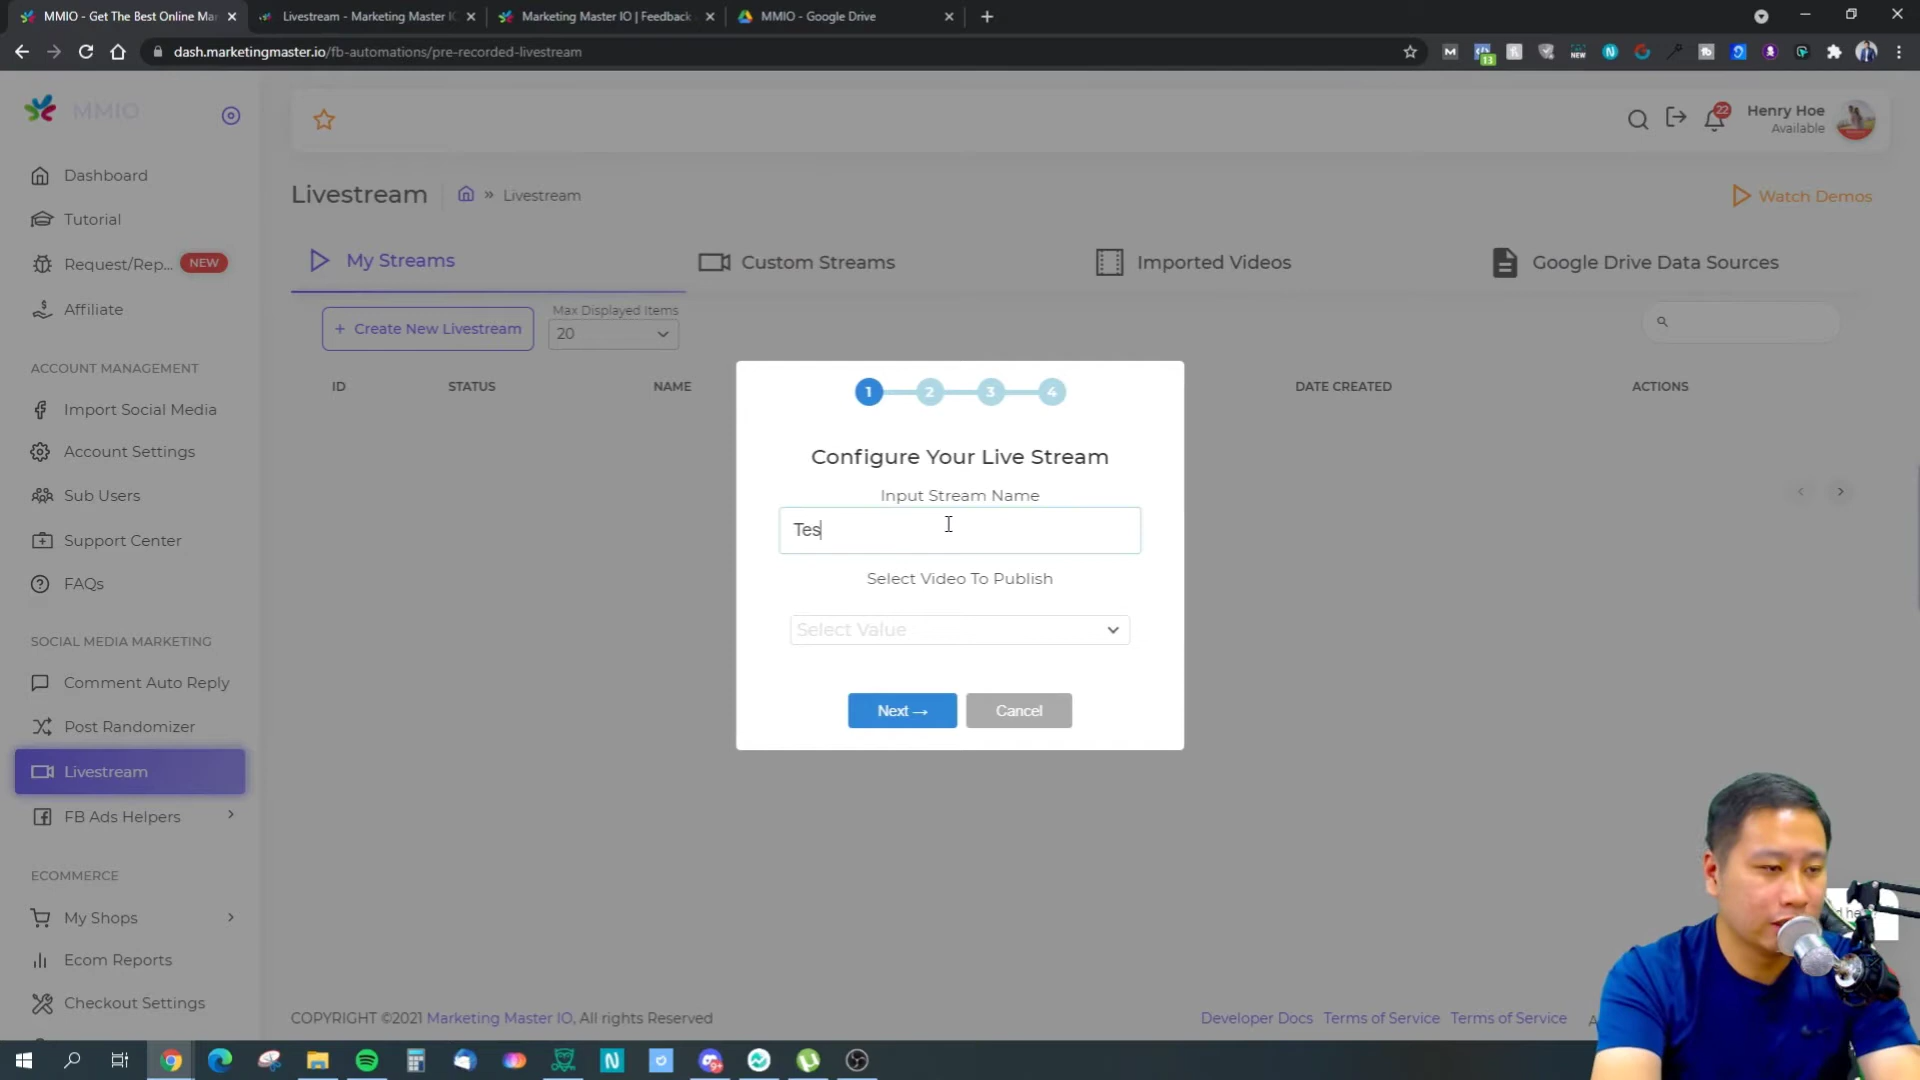 MMIO - Get The Best Online Mar
Livestream - Marketing Master IO
Marketing Master IO | Feedback
MMIO - Google Drive
dash.marketingmaster.io/fb-automations/pre-recorded-livestream
NEW
13
MMIO
22
Henry Hoe
Available
Dashboard
Tutorial
Request/Rep... NEW
Affiliate
ACCOUNT MANAGEMENT
Import Social Media
Account Settings
Sub Users
Support Center
FAQs
SOCIAL MEDIA MARKETING
Comment Auto Reply
Post Randomizer
Livestream
FB Ads Helpers
ECOMMERCE
My Shops
Ecom Reports
Checkout Settings
Livestream » Livestream
Watch Demos
My Streams
Custom Streams
Imported Videos
Google Drive Data Sources
+ Create New Livestream
Max Displayed Items
20
ID STATUS NAME DATE CREATED ACTIONS
1 2 3 4
Configure Your Live Stream
Input Stream Name
Tes
Select Video To Publish
Select Value
Next →
Cancel
COPYRIGHT ©2021 Marketing Master IO, All rights Reserved
Developer Docs Terms of Service Terms of Service
9+